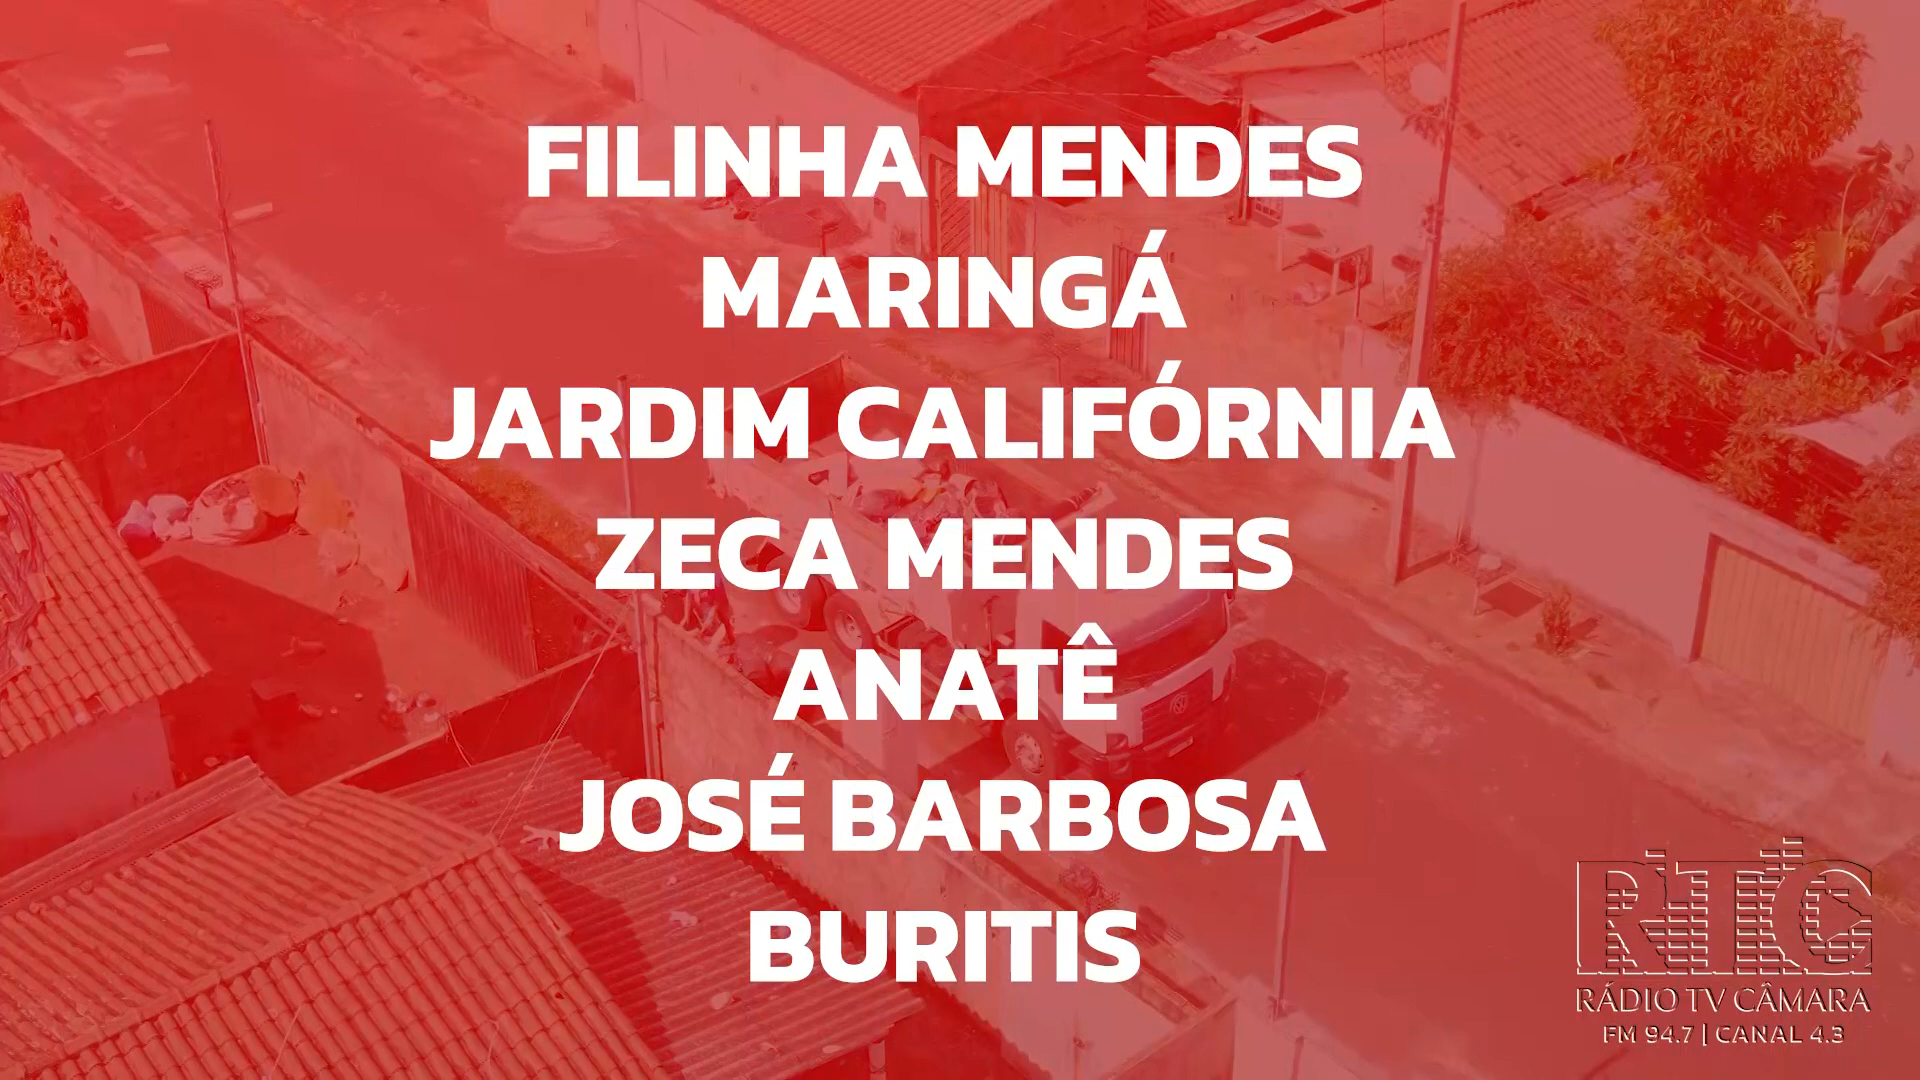 FILINHA MENDES
MARINGÁ
JARDIM CALIFÓRNIA
ZECA MENDES
ANATÊ
JOSÉ BARBOSA
BURITIS
RTC
RÁDIO TV CÂMARA
FM 94.7 | CANAL 4.3